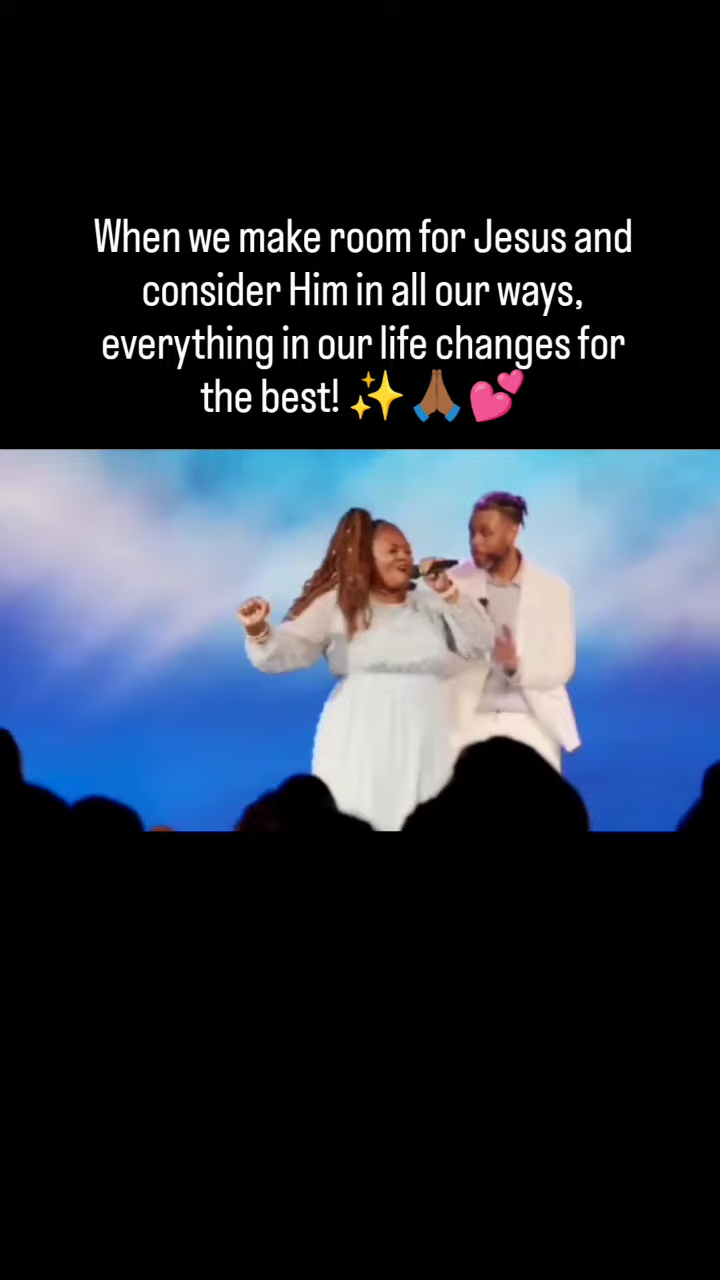 When we make room for Jesus and
consider Him in all our ways,
everything in our life changes for
the best! ✨🙏🏾💕